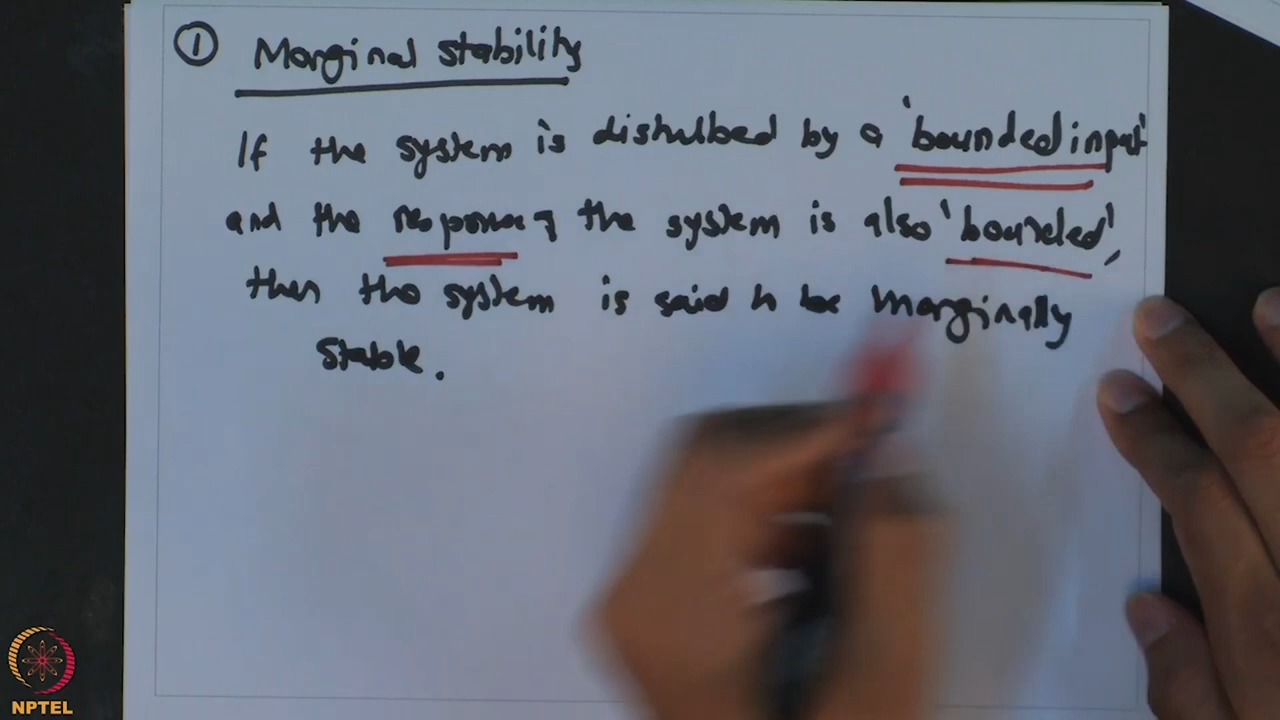 ① Marginal stability
If the system is distulbed by a 'bounded input'
and the response of the system is also 'bounded',
then the system is said to be marginally
stable.
NPTEL